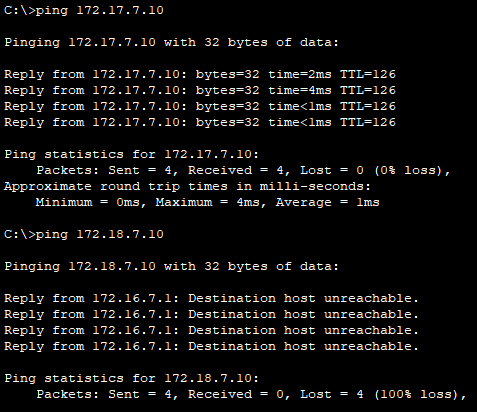 C:\>ping 172.17.7.10
Pinging 172.17.7.10 with 32 bytes of data:
Reply from 172.17.7.10: bytes=32 time=2ms TTL=126
Reply from 172.17.7.10: bytes=32 time=4ms TTL=126
Reply from 172.17.7.10: bytes=32 time<1ms TTL=126
Reply from 172.17.7.10: bytes=32 time<1ms TTL=126
Ping statistics for 172.17.7.10:
    Packets: Sent = 4, Received = 4, Lost = 0 (0% loss),
Approximate round trip times in milli-seconds:
    Minimum = 0ms, Maximum = 4ms, Average = 1ms
C:\>ping 172.18.7.10
Pinging 172.18.7.10 with 32 bytes of data:
Reply from 172.16.7.1: Destination host unreachable.
Reply from 172.16.7.1: Destination host unreachable.
Reply from 172.16.7.1: Destination host unreachable.
Reply from 172.16.7.1: Destination host unreachable.
Ping statistics for 172.18.7.10:
    Packets: Sent = 4, Received = 0, Lost = 4 (100% loss),